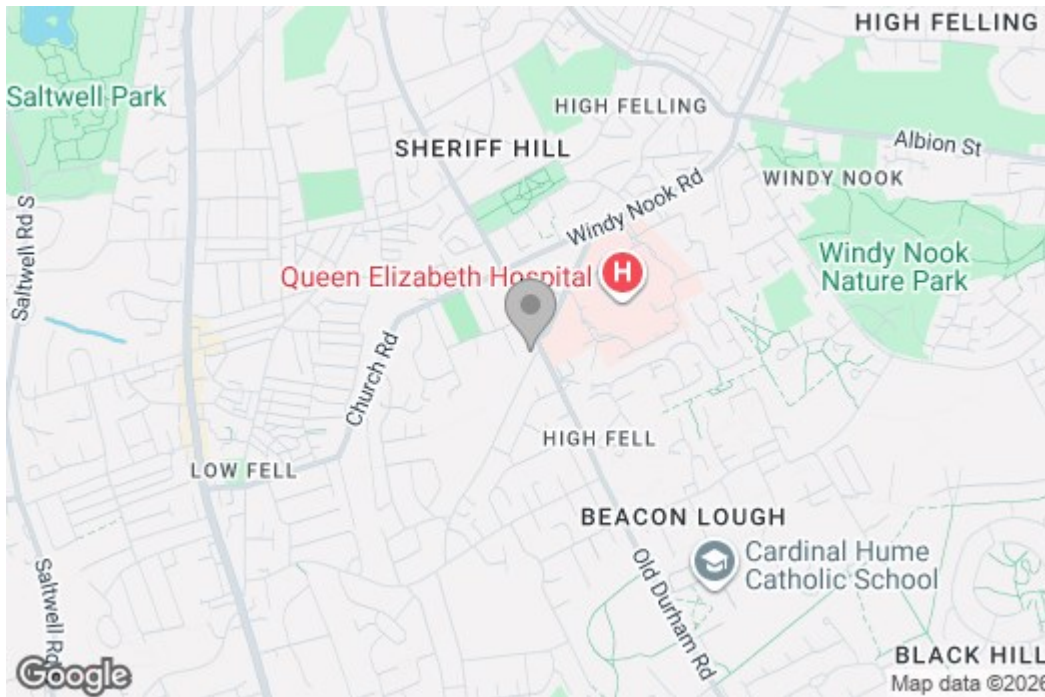 HIGH FELLING
Saltwell Park
HIGH FELLING
Albion St
SHERIFF HILL
WINDY NOOK
Windy Nook Rd
Saltwell Rd S
Windy Nook
Nature Park
Queen Elizabeth Hospital
H
Church Rd
HIGH FELL
LOW FELL
BEACON LOUGH
Cardinal Hume
Catholic School
Old Durham Rd
Saltwell Rd
BLACK HILL
Google
Map data ©2026